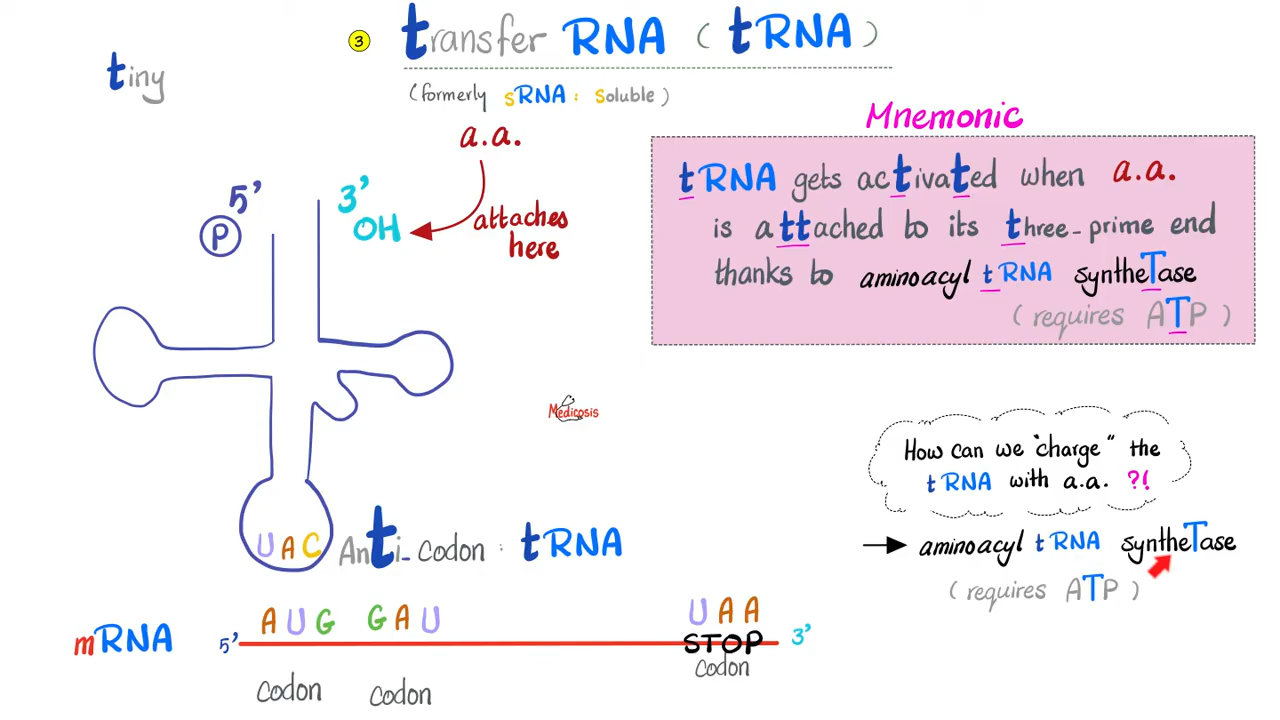 3 transfer RNA (tRNA)
tiny
(formerly sRNA: Soluble)
a.a.
attaches
here
5'
P
3'
OH
Mnemonic
tRNA gets activated when a.a.
is attached to its three-prime end
thanks to aminoacyl tRNA syntheTase
(requires ATP)
Medicosis
How can we "charge" the
tRNA with a.a. ?!
aminoacyl tRNA syntheTase
(requires ATP)
UAC Anti-codon: tRNA
AUG GAU UAA
mRNA 5' STOP 3'
codon codon codon